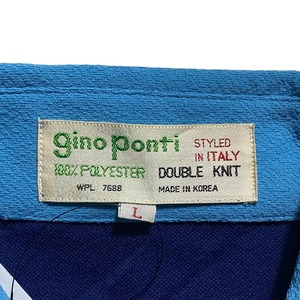 gino ponti STYLED
in ITALY
100% POLYESTER DOUBLE KNIT
WPL 7688 MADE IN KOREA
L